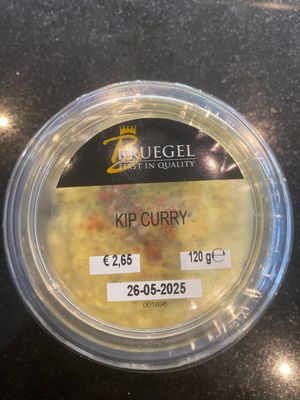 BRUEGEL
FIRST IN QUALITY
KIP CURRY
€ 2,65
120 g℮
26-05-2025
001696